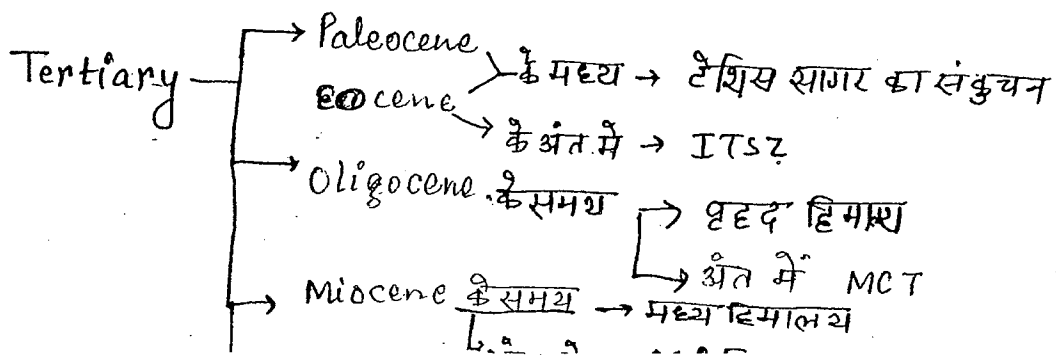 Tertiary → Paleocene
Eocene > के मध्य → टेथिस सागर का संकुचन
→ के अंत में → ITSZ
→ Oligocene के समय
→ वृहद हिमालय
→ अंत में MCT
→ Miocene के समय → मध्य हिमालय